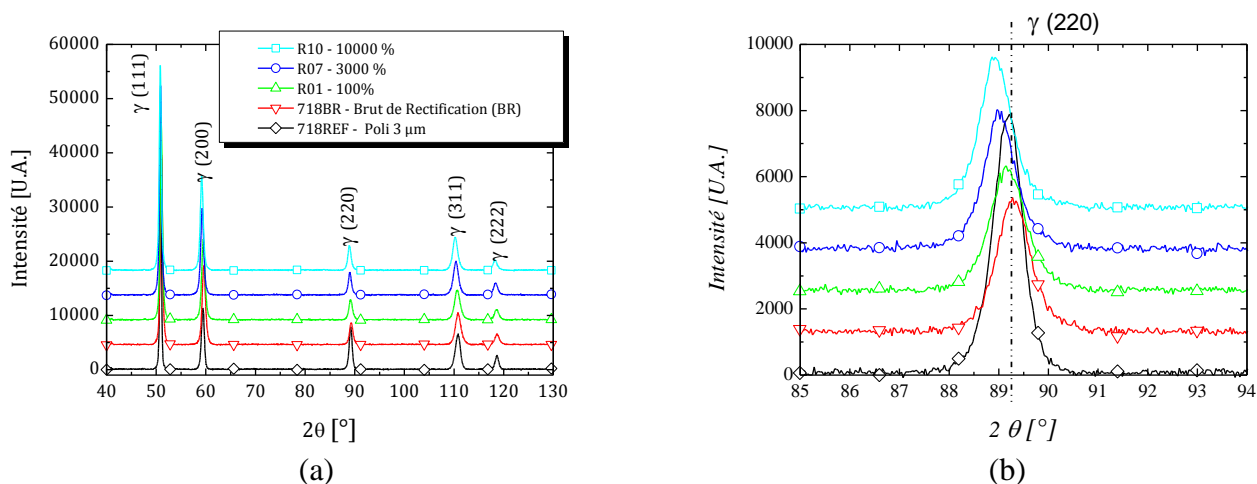 60000
50000
40000
30000
20000
10000
0
Intensité [U.A.]
40 50 60 70 80 90 100 110 120 130
2θ [°]
γ (111)
γ (200)
γ (220)
γ (311)
γ (222)
R10 - 10000 %
R07 - 3000 %
R01 - 100%
718BR - Brut de Rectification (BR)
718REF - Poli 3 µm
(a)
γ (220)
10000
8000
6000
4000
2000
0
Intensité [U.A.]
85 86 87 88 89 90 91 92 93 94
2 θ [°]
(b)